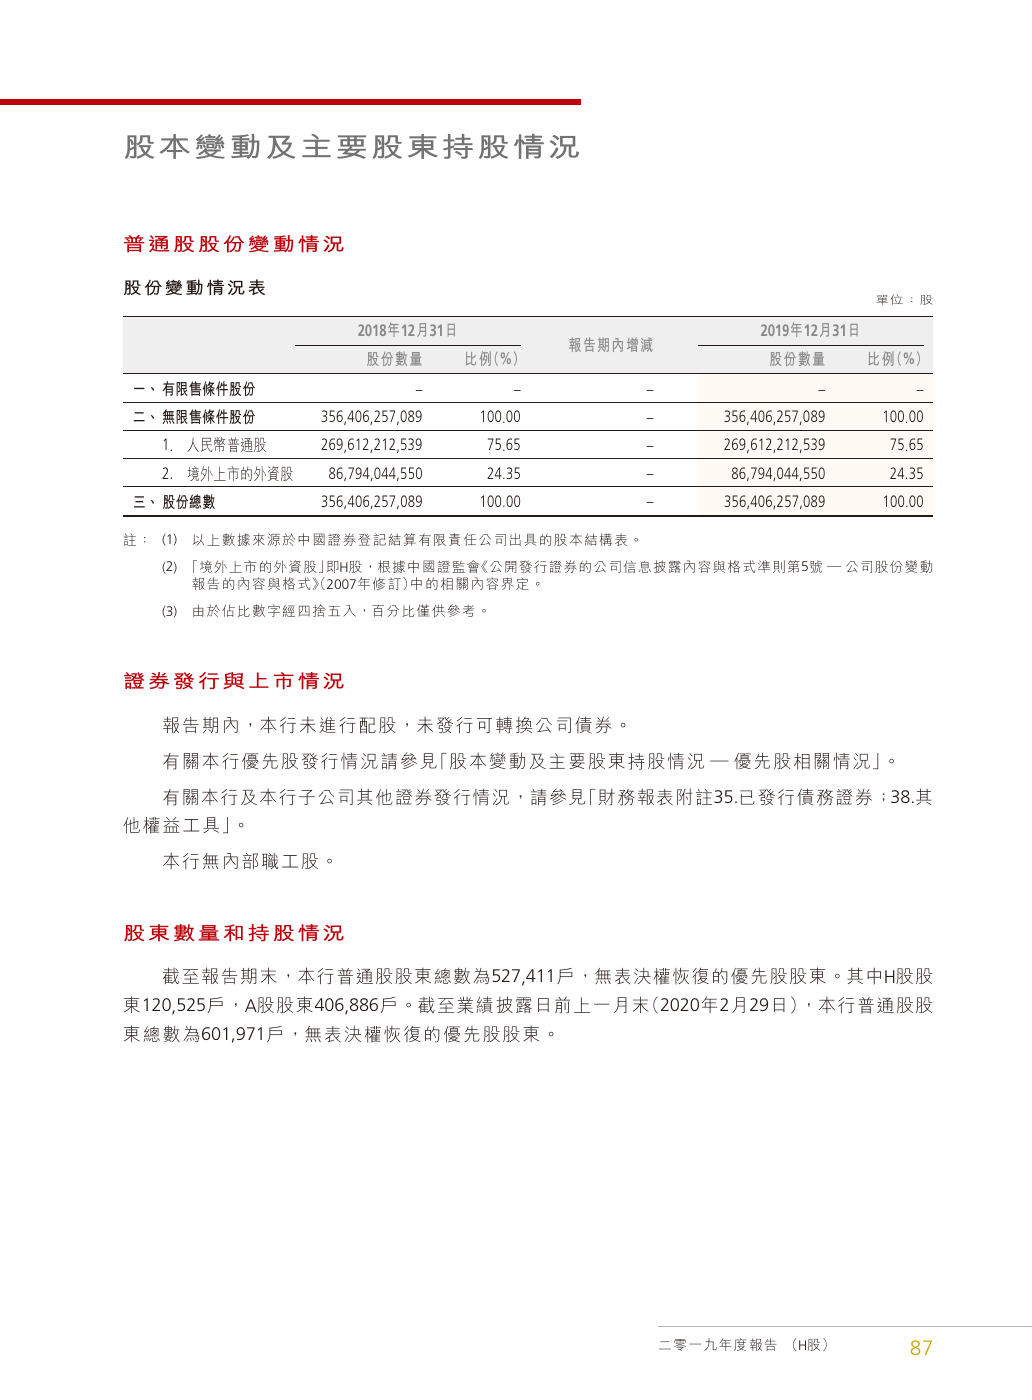 股本變動及主要股東持股情況
普通股股份變動情況
股份變動情況表
單位：股
2018年12月31日 報告期內增減 2019年12月31日
股份數量 比例(%) 股份數量 比例(%)
一、有限售條件股份 – – – – –
二、無限售條件股份 356,406,257,089 100.00 – 356,406,257,089 100.00
1. 人民幣普通股 269,612,212,539 75.65 – 269,612,212,539 75.65
2. 境外上市的外資股 86,794,044,550 24.35 – 86,794,044,550 24.35
三、股份總數 356,406,257,089 100.00 – 356,406,257,089 100.00
註： (1) 以上數據來源於中國證券登記結算有限責任公司出具的股本結構表。
(2) 「境外上市的外資股」即H股，根據中國證監會《公開發行證券的公司信息披露內容與格式準則第5號 — 公司股份變動
報告的內容與格式》（2007年修訂）中的相關內容界定。
(3) 由於佔比數字經四捨五入，百分比僅供參考。
證券發行與上市情況
報告期內，本行未進行配股，未發行可轉換公司債券。
有關本行優先股發行情況請參見「股本變動及主要股東持股情況 — 優先股相關情況」。
有關本行及本行子公司其他證券發行情況，請參見「財務報表附註35.已發行債務證券；38.其
他權益工具」。
本行無內部職工股。
股東數量和持股情況
截至報告期末，本行普通股股東總數為527,411戶，無表決權恢復的優先股股東。其中H股股
東120,525戶，A股股東406,886戶。截至業績披露日前上一月末（2020年2月29日），本行普通股股
東總數為601,971戶，無表決權恢復的優先股股東。
二零一九年度報告 （H股） 87